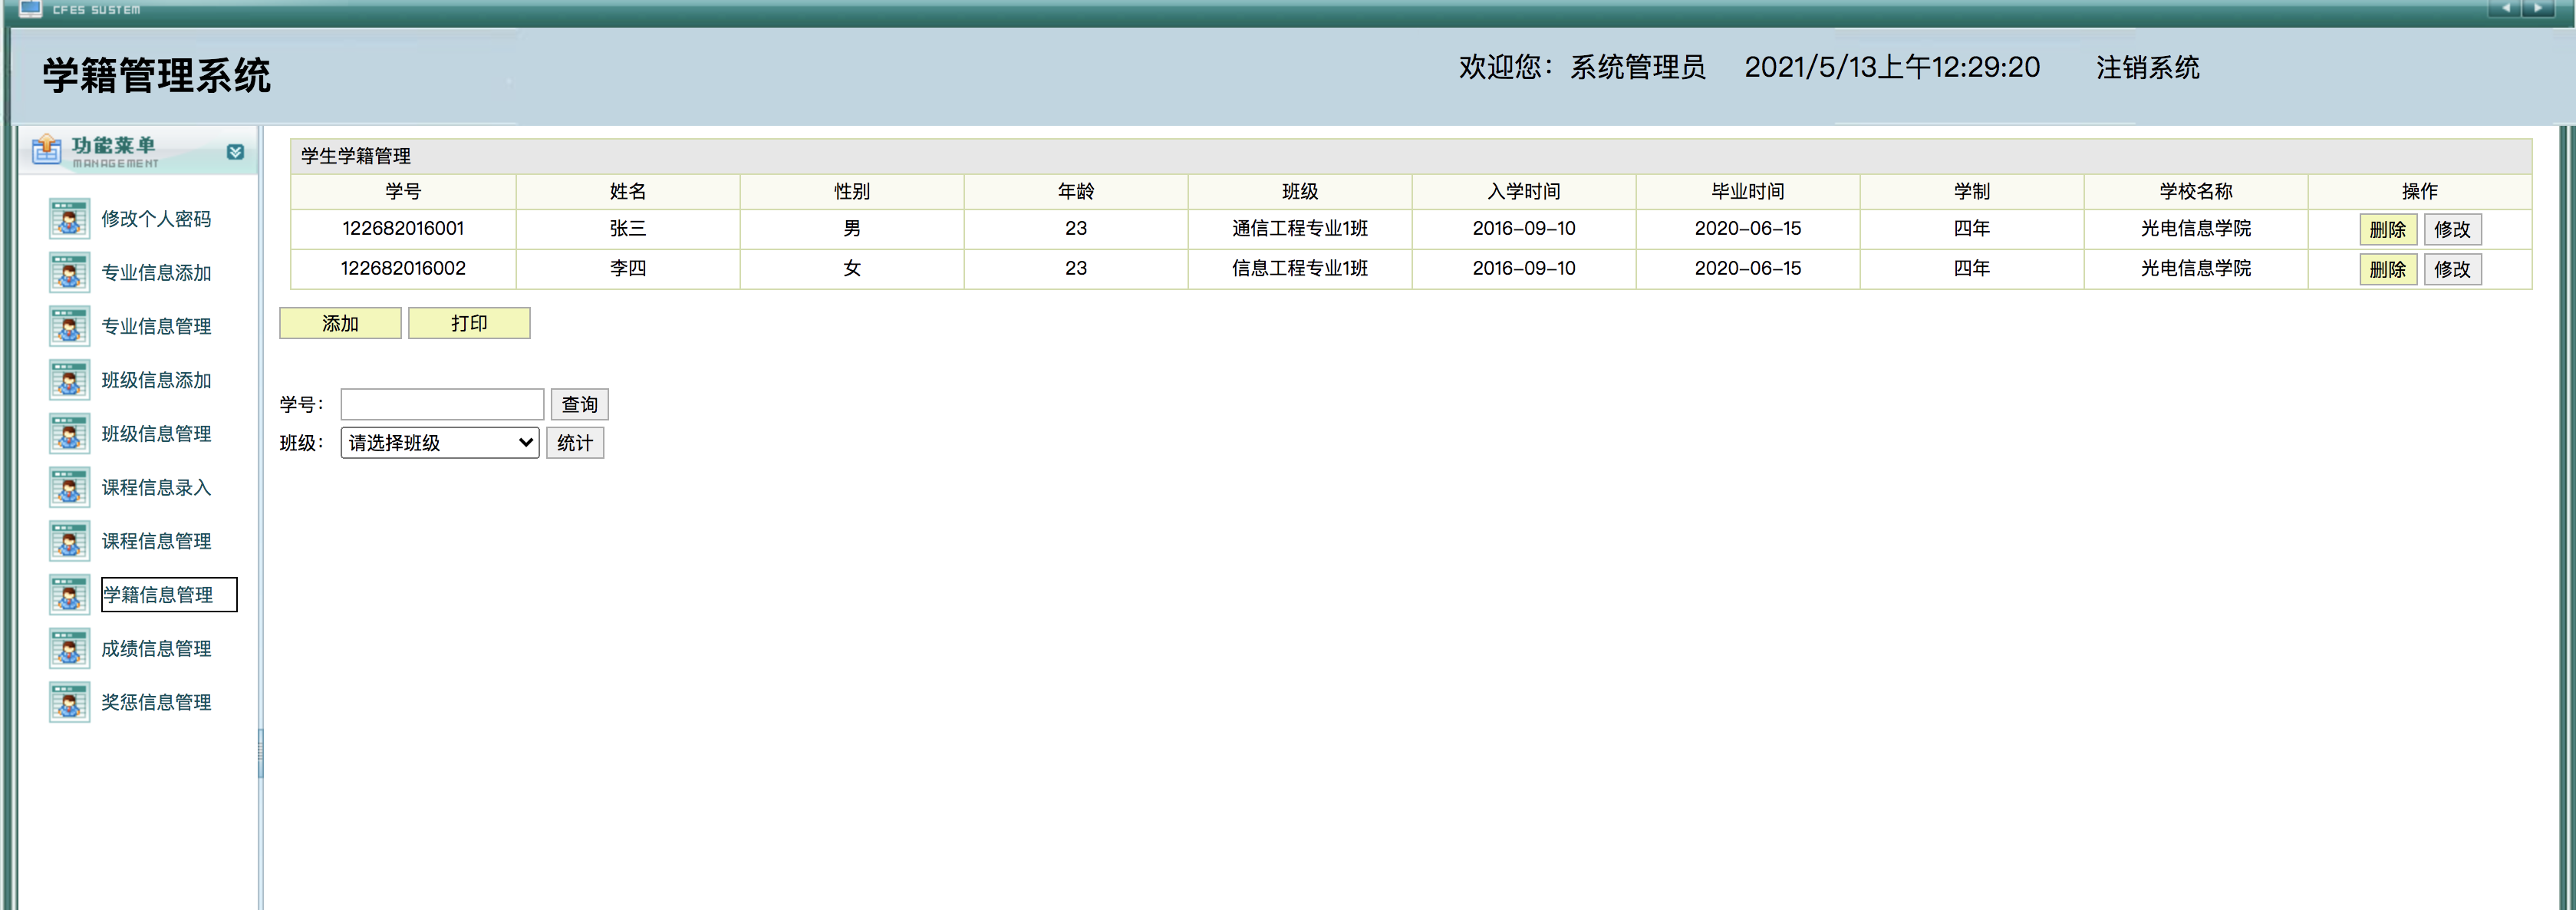 CFES SUSTEM
学籍管理系统
欢迎您：系统管理员 2021/5/13上午12:29:20 注销系统
功能菜单
MANAGEMENT
修改个人密码
专业信息添加
专业信息管理
班级信息添加
班级信息管理
课程信息录入
课程信息管理
学籍信息管理
成绩信息管理
奖惩信息管理
学生学籍管理
学号 姓名 性别 年龄 班级 入学时间 毕业时间 学制 学校名称 操作
122682016001 张三 男 23 通信工程专业1班 2016-09-10 2020-06-15 四年 光电信息学院 删除 修改
122682016002 李四 女 23 信息工程专业1班 2016-09-10 2020-06-15 四年 光电信息学院 删除 修改
添加 打印
学号： 查询
班级： 请选择班级 统计